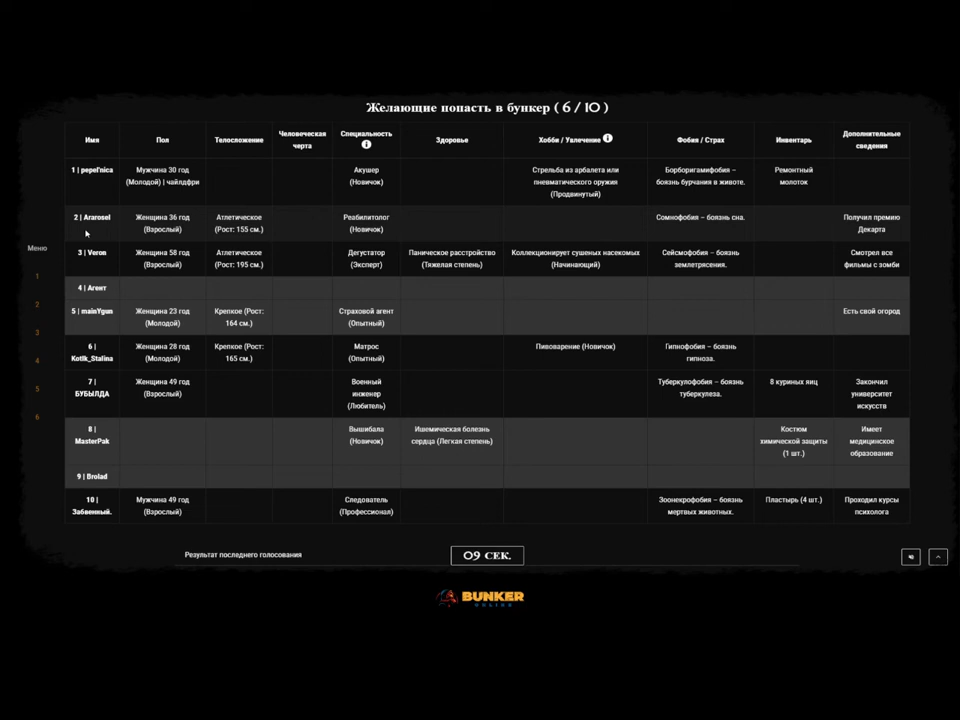 Желающие попасть в бункер ( 6 / 10 )
Имя Пол Телосложение Человеческая черта Специальность Здоровье Хобби / Увлечение Фобия / Страх Инвентарь Дополнительные сведения
1 | pepel'nica Мужчина 30 год (Молодой) | чайлдфри Акушер (Новичок) Стрельба из арбалета или пневматического оружия (Продвинутый) Борборигамифобия – боязнь бурчания в животе. Ремонтный молоток
2 | Ararosel Женщина 36 год (Взрослый) Атлетическое (Рост: 155 см.) Реабилитолог (Новичок) Сомнофобия – боязнь сна. Получил премию Декарта
3 | Veron Женщина 58 год (Взрослый) Атлетическое (Рост: 195 см.) Дегустатор (Эксперт) Паническое расстройство (Тяжелая степень) Коллекционирует сушеных насекомых (Начинающий) Сейсмофобия – боязнь землетрясения. Смотрел все фильмы с зомби
4 | Агент
5 | mainYgun Женщина 23 год (Молодой) Крепкое (Рост: 164 см.) Страховой агент (Опытный) Есть свой огород
6 | Kotik_Stalina Женщина 28 год (Молодой) Крепкое (Рост: 165 см.) Матрос (Опытный) Пивоварение (Новичок) Гипнофобия – боязнь гипноза.
7 | БУБЫЛДА Женщина 49 год (Взрослый) Военный инженер (Любитель) Туберкулофобия – боязнь туберкулеза. 8 куриных яиц Закончил университет искусств
8 | MasterPak Вышибала (Новичок) Ишемическая болезнь сердца (Легкая степень) Костюм химической защиты (1 шт.) Имеет медицинское образование
9 | Brolad
10 | Забвенный. Мужчина 49 год (Взрослый) Следователь (Профессионал) Зоонекрофобия – боязнь мертвых животных. Пластырь (4 шт.) Проходил курсы психолога
Меню
1
2
3
4
5
6
Результат последнего голосования
09 СЕК.
BUNKER
ONLINE